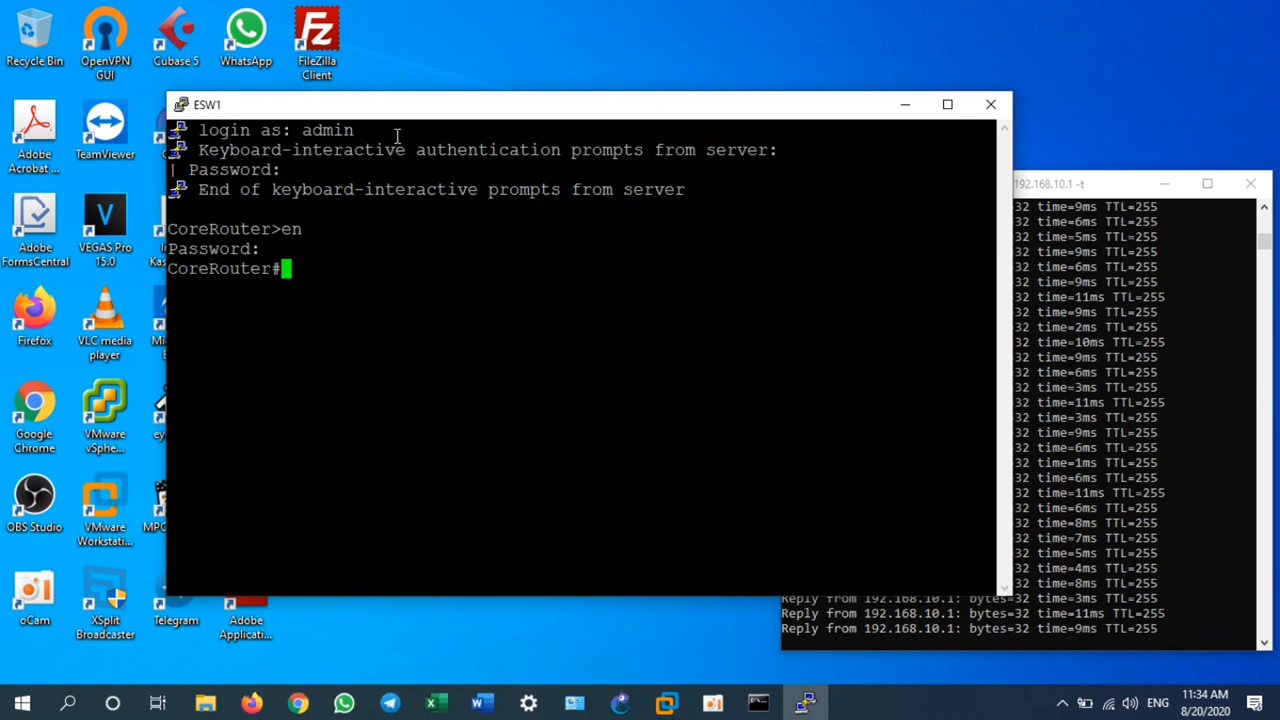 Recycle Bin
OpenVPN
GUI
Cubase 5
WhatsApp
FileZilla
Client
Adobe
Acrobat ...
TeamViewer
Adobe
FormsCentral
VEGAS Pro
15.0
Firefox
VLC media
player
Google
Chrome
VMware
vSphe...
OBS Studio
VMware
Workstati...
oCam
XSplit
Broadcaster
Telegram
Adobe
Applicati...
ESW1
login as: admin
Keyboard-interactive authentication prompts from server:
| Password:
End of keyboard-interactive prompts from server
CoreRouter>en
Password:
CoreRouter#
192.168.10.1 -t
32 time=9ms TTL=255
32 time=6ms TTL=255
32 time=5ms TTL=255
32 time=9ms TTL=255
32 time=6ms TTL=255
32 time=9ms TTL=255
32 time=11ms TTL=255
32 time=9ms TTL=255
32 time=2ms TTL=255
32 time=10ms TTL=255
32 time=9ms TTL=255
32 time=6ms TTL=255
32 time=3ms TTL=255
32 time=11ms TTL=255
32 time=3ms TTL=255
32 time=9ms TTL=255
32 time=6ms TTL=255
32 time=1ms TTL=255
32 time=6ms TTL=255
32 time=11ms TTL=255
32 time=6ms TTL=255
32 time=8ms TTL=255
32 time=7ms TTL=255
32 time=5ms TTL=255
32 time=4ms TTL=255
32 time=8ms TTL=255
Reply from 192.168.10.1: bytes=32 time=3ms TTL=255
Reply from 192.168.10.1: bytes=32 time=11ms TTL=255
Reply from 192.168.10.1: bytes=32 time=9ms TTL=255
ENG
11:34 AM
8/20/2020